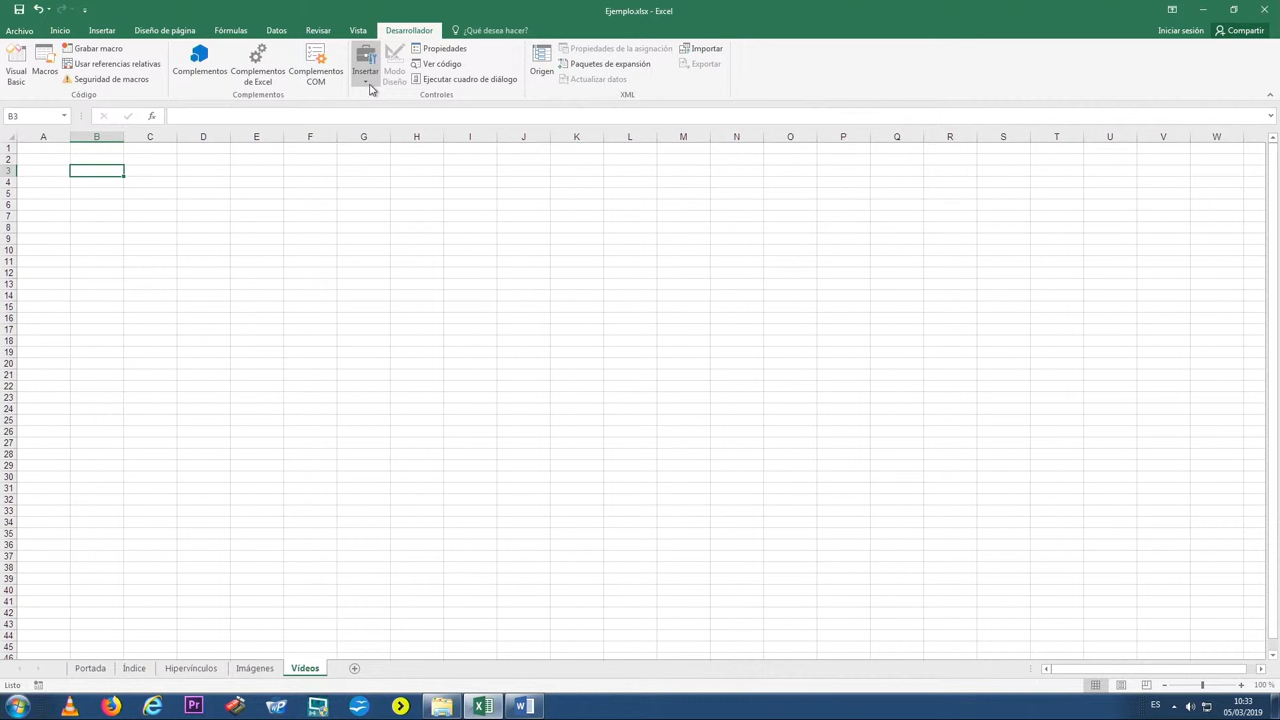 Ejemplo.xlsx - Excel
Archivo Inicio Insertar Diseño de página Fórmulas Datos Revisar Vista Desarrollador ¿Qué desea hacer? Iniciar sesión Compartir
Visual Basic
Macros
Grabar macro
Usar referencias relativas
Seguridad de macros
Código
Complementos
Complementos de Excel
Complementos COM
Complementos
Insertar
Modo Diseño
Propiedades
Ver código
Ejecutar cuadro de diálogo
Controles
Origen
Propiedades de la asignación
Paquetes de expansión
Actualizar datos
Importar
Exportar
XML
B3 fx
A B C D E F G H I J K L M N O P Q R S T U V W
1
2
3
4
5
6
7
8
9
10
11
12
13
14
15
16
17
18
19
20
21
22
23
24
25
26
27
28
29
30
31
32
33
34
35
36
37
38
39
40
41
42
43
44
45
46
Portada Índice Hipervínculos Imágenes Vídeos
Listo 100 %
ES 10:33
05/03/2019